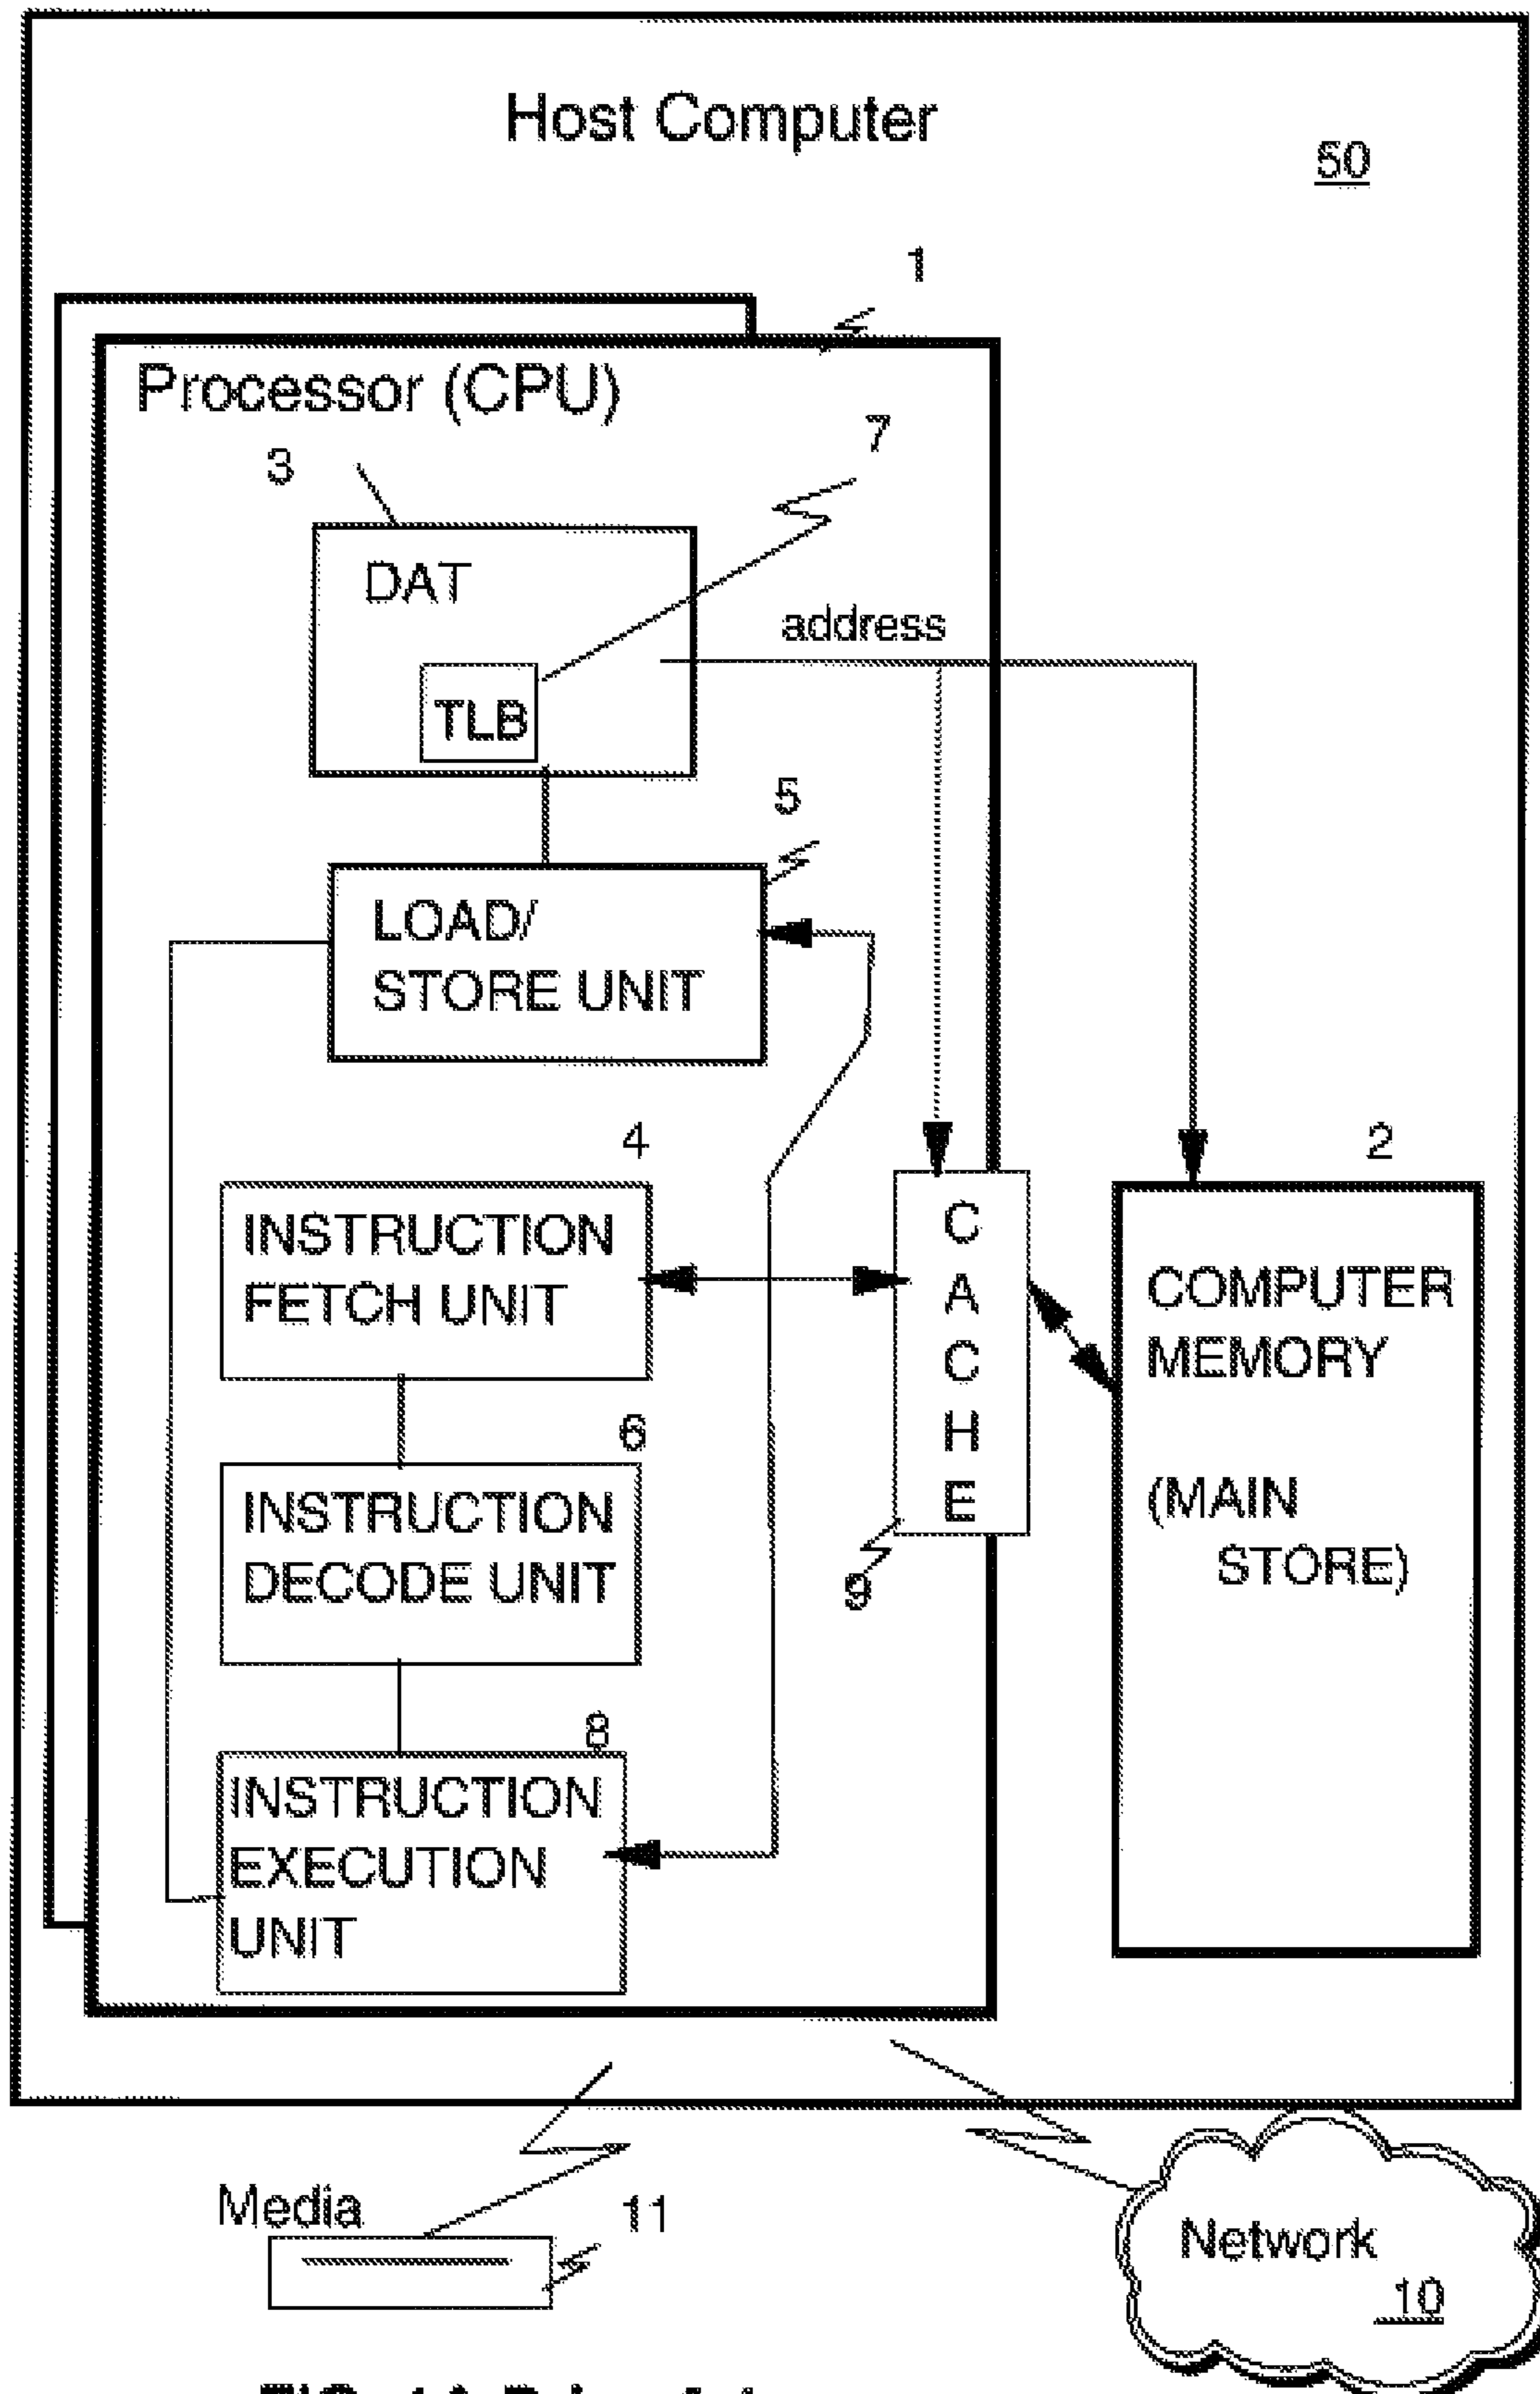 Host Computer
50
1
Processor (CPU)
7
3
DAT
address
TLB
5
LOAD/
STORE UNIT
4
2
INSTRUCTION
FETCH UNIT
C
A
C
H
E
COMPUTER
MEMORY
(MAIN
STORE)
6
INSTRUCTION
DECODE UNIT
9
8
INSTRUCTION
EXECUTION
UNIT
Media
11
Network
10